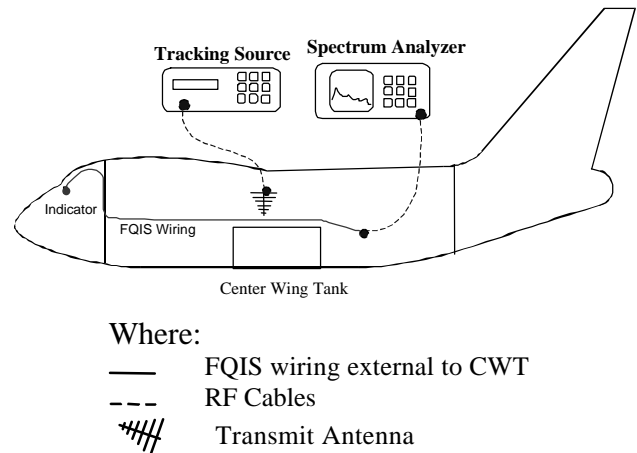 Tracking Source
Spectrum Analyzer
Indicator
FQIS Wiring
Center Wing Tank
Where:
FQIS wiring external to CWT
RF Cables
Transmit Antenna